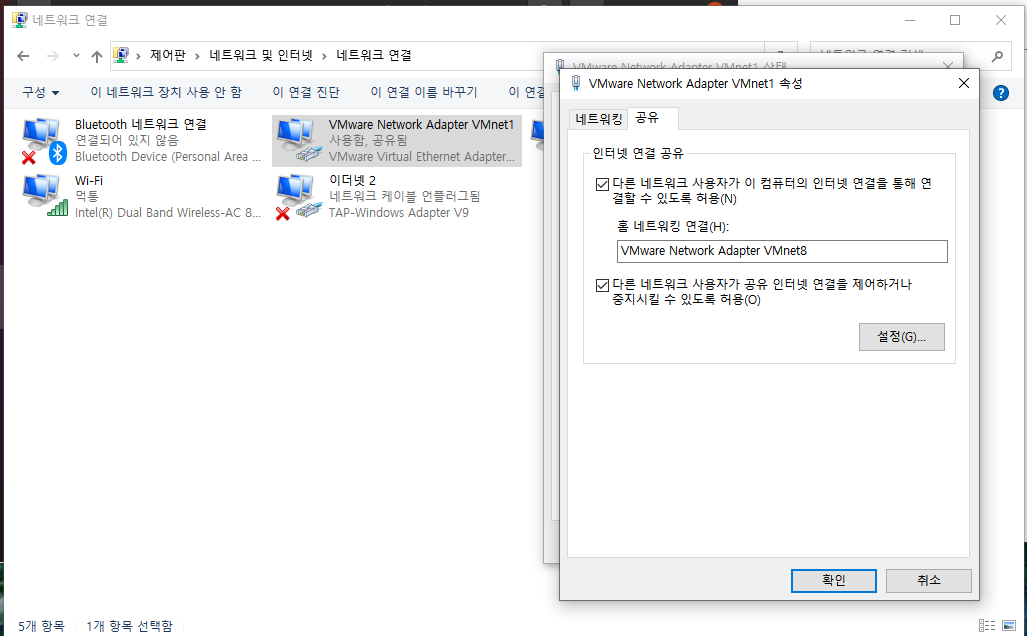 네트워크 연결
제어판 > 네트워크 및 인터넷 > 네트워크 연결
구성
이 네트워크 장치 사용 안 함
이 연결 진단
이 연결 이름 바꾸기
이 연결
Bluetooth 네트워크 연결
연결되어 있지 않음
Bluetooth Device (Personal Area ...
VMware Network Adapter VMnet1
사용함, 공유됨
VMware Virtual Ethernet Adapter...
Wi-Fi
먹통
Intel(R) Dual Band Wireless-AC 8...
이더넷 2
네트워크 케이블 언플러그됨
TAP-Windows Adapter V9
VMware Network Adapter VMnet1 상태
VMware Network Adapter VMnet1 속성
네트워킹
공유
인터넷 연결 공유
다른 네트워크 사용자가 이 컴퓨터의 인터넷 연결을 통해 연
결할 수 있도록 허용(N)
홈 네트워킹 연결(H):
VMware Network Adapter VMnet8
다른 네트워크 사용자가 공유 인터넷 연결을 제어하거나
중지시킬 수 있도록 허용(O)
설정(G)...
확인
취소
5개 항목
1개 항목 선택함